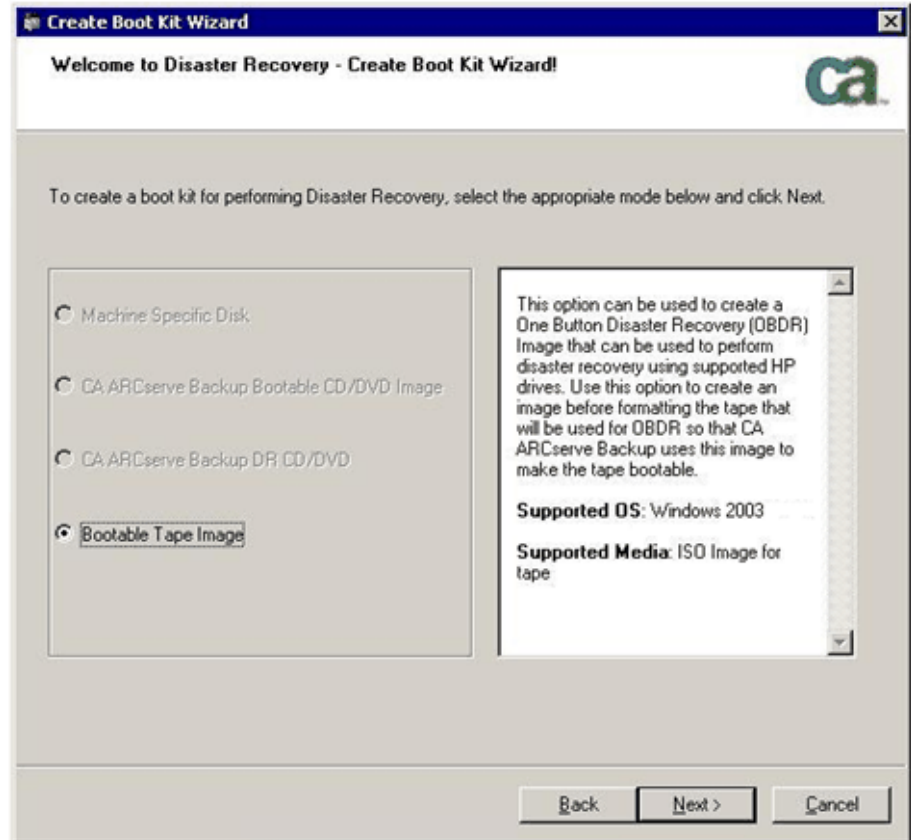 Create Boot Kit Wizard
Welcome to Disaster Recovery - Create Boot Kit Wizard!
ca
To create a boot kit for performing Disaster Recovery, select the appropriate mode below and click Next.
Machine Specific Disk
CA ARCserve Backup Bootable CD/DVD Image
CA ARCserve Backup DR CD/DVD
Bootable Tape Image
This option can be used to create a
One Button Disaster Recovery (OBDR)
Image that can be used to perform
disaster recovery using supported HP
drives. Use this option to create an
image before formatting the tape that
will be used for OBDR so that CA
ARCserve Backup uses this image to
make the tape bootable.
Supported OS: Windows 2003
Supported Media: ISO Image for
tape
Back
Next >
Cancel